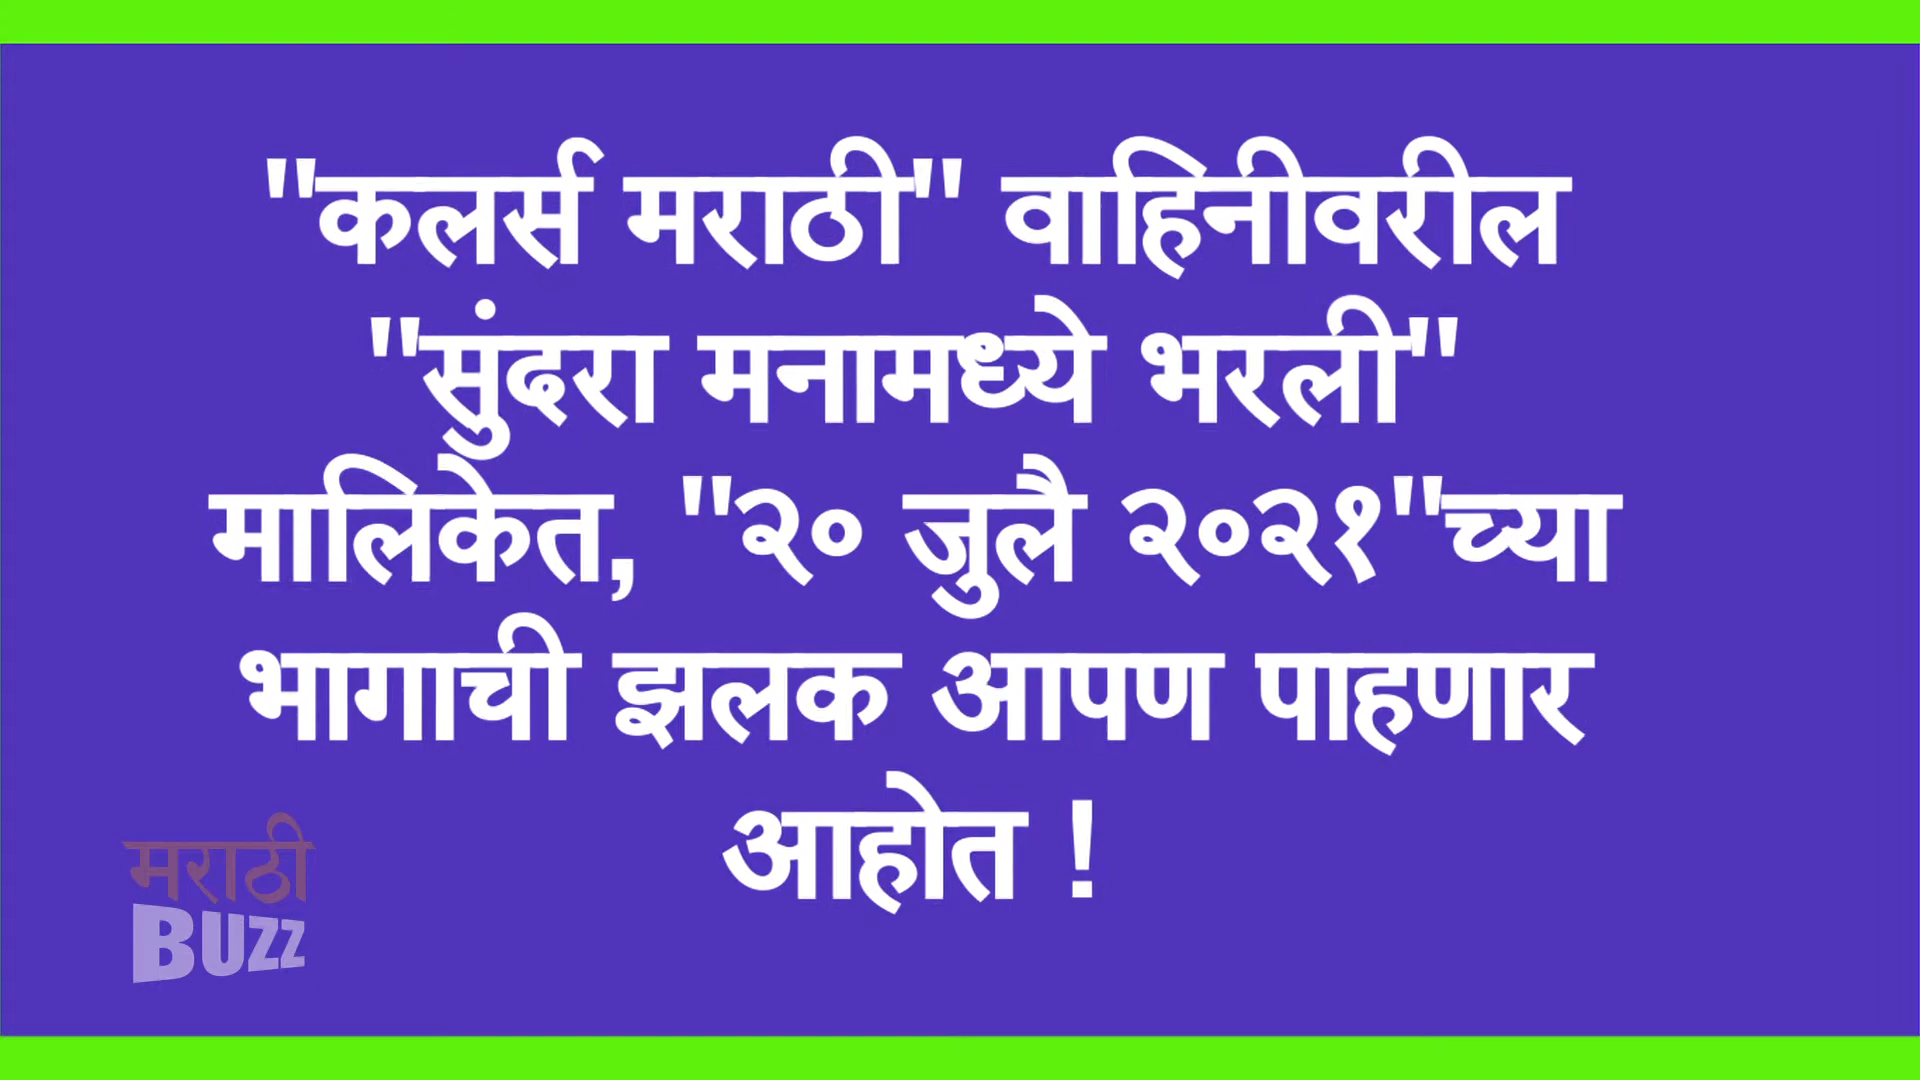 "कलर्स मराठी" वाहिनीवरील
"सुंदरा मनामध्ये भरली"
मालिकेत, "२० जुलै २०२१"च्या
भागाची झलक आपण पाहणार
आहोत !
मराठी
BUZZ